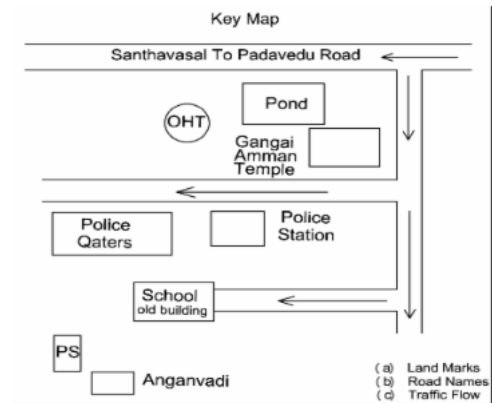 Key Map
Santhavasal To Padavedu Road
Pond
OHT
Gangai
Amman
Temple
Police
Qaters
Police
Station
School
old building
PS
Anganvadi
(a) Land Marks
(b) Road Names
(c) Traffic Flow